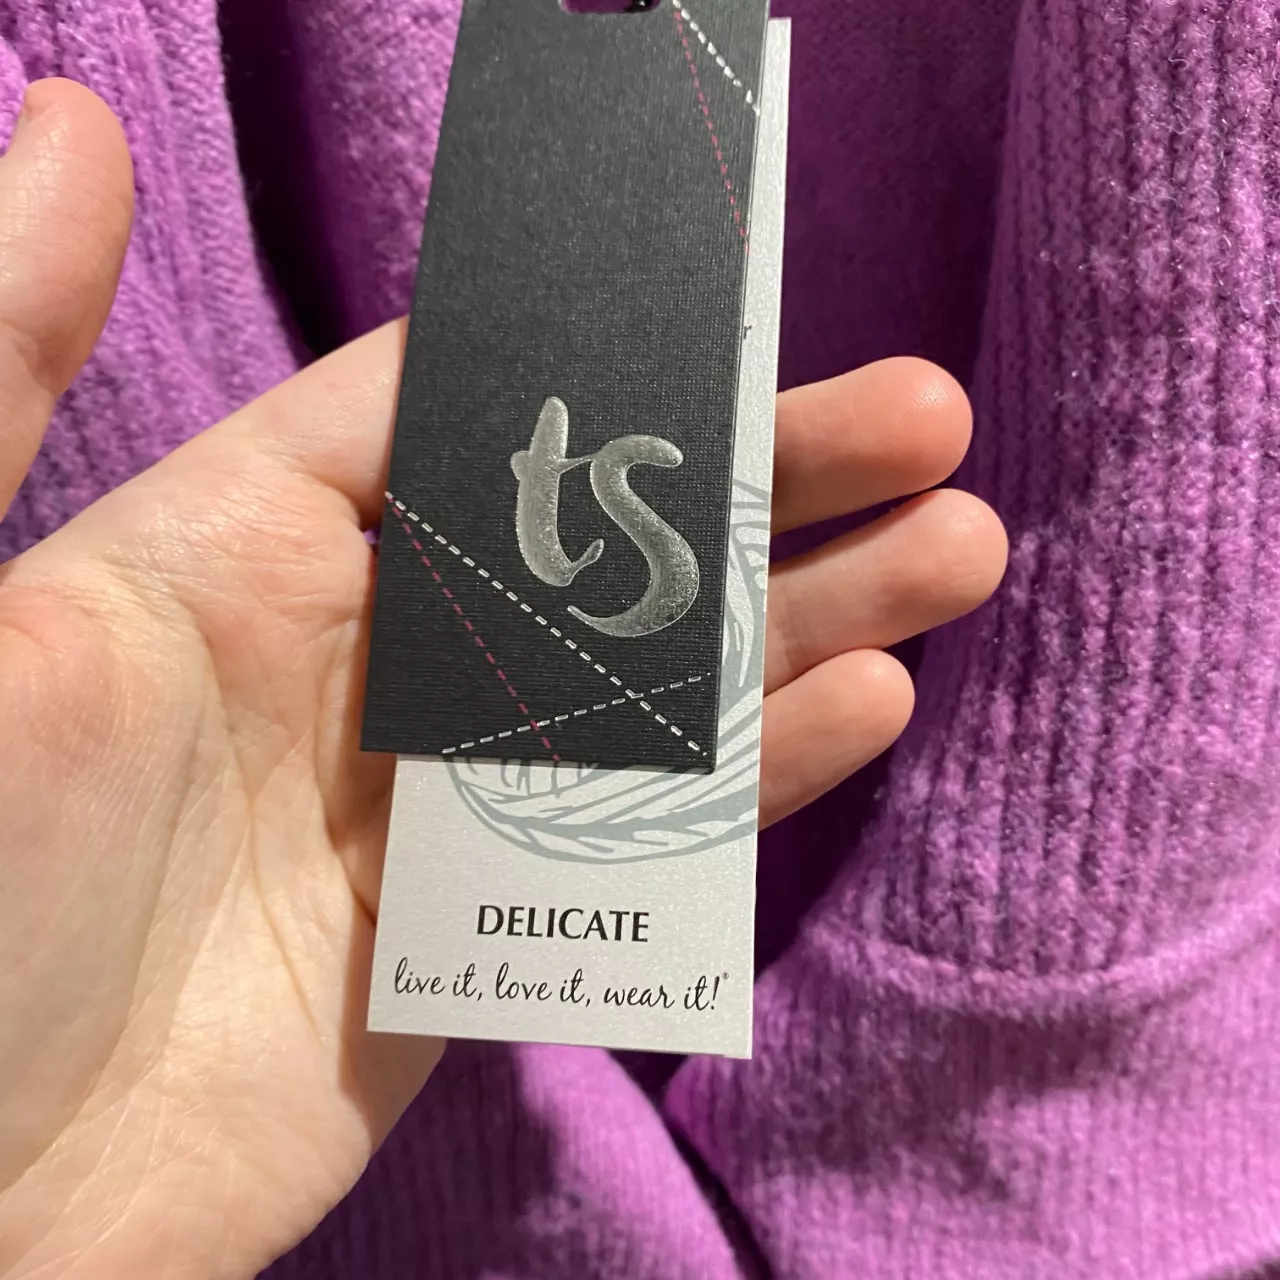 ts
r
DELICATE
live it, love it, wear it!®